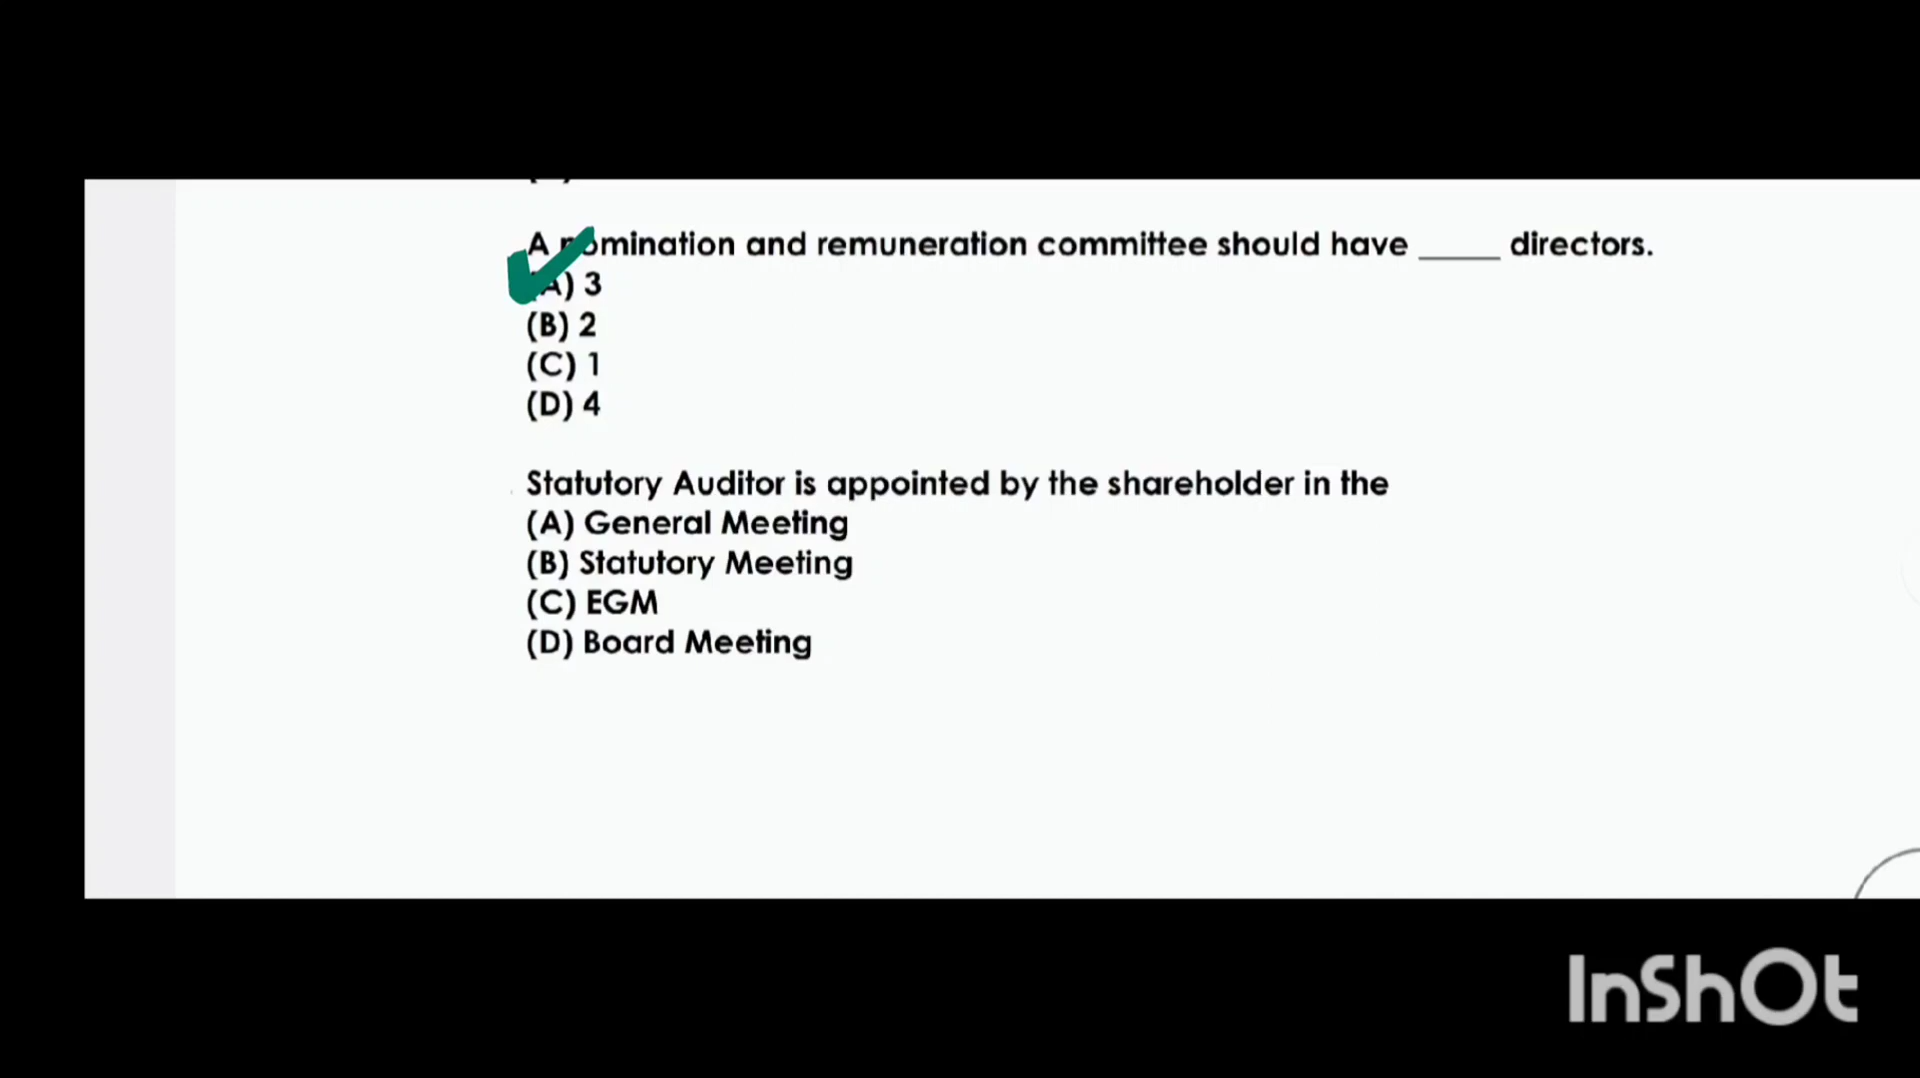 A nomination and remuneration committee should have _____ directors.
(A) 3
(B) 2
(C) 1
(D) 4
Statutory Auditor is appointed by the shareholder in the
(A) General Meeting
(B) Statutory Meeting
(C) EGM
(D) Board Meeting
InShOt